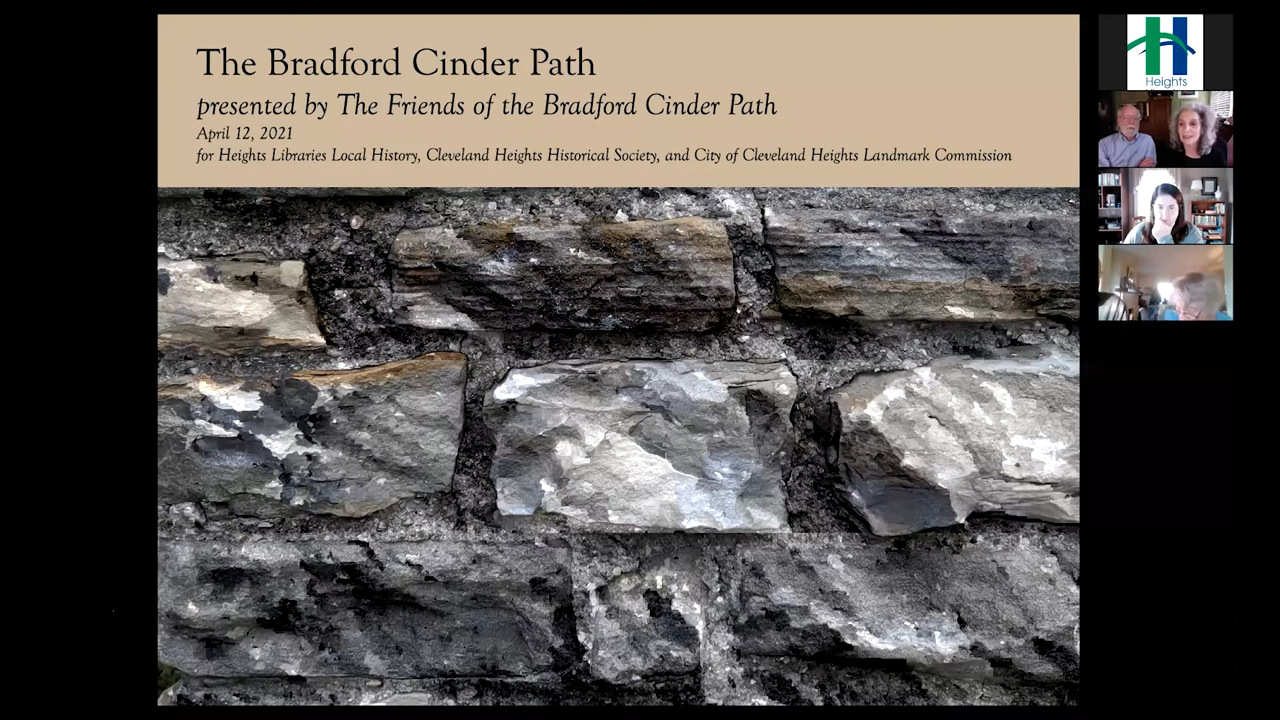 The Bradford Cinder Path
presented by The Friends of the Bradford Cinder Path
April 12, 2021
for Heights Libraries Local History, Cleveland Heights Historical Society, and City of Cleveland Heights Landmark Commission
H
Heights